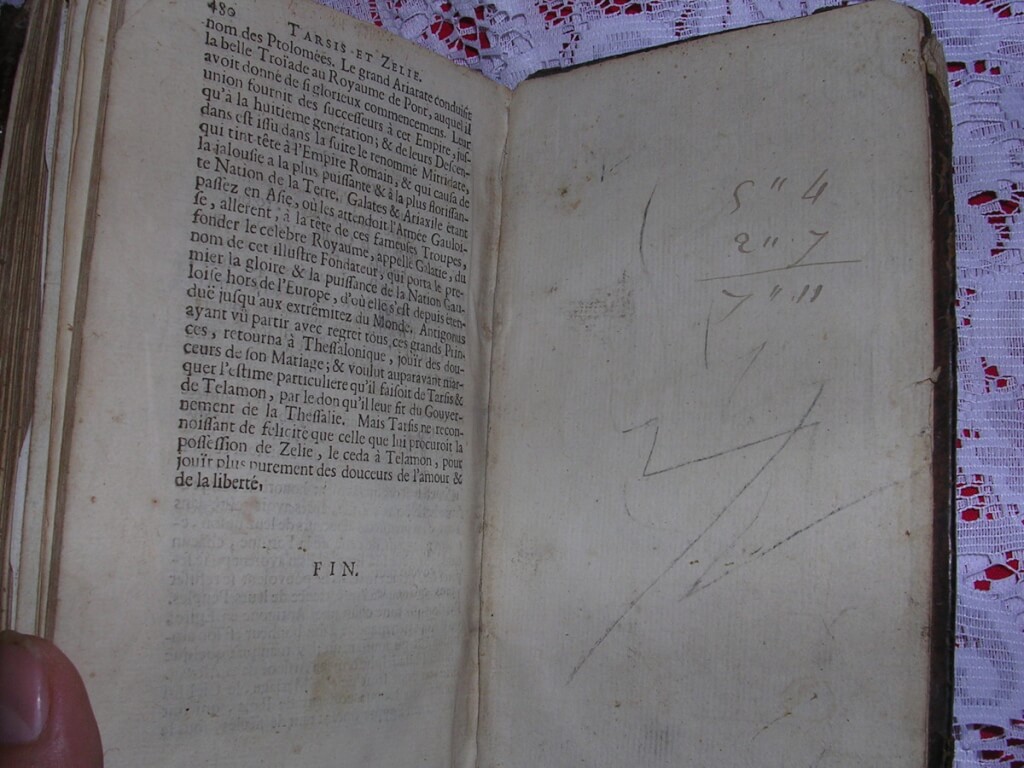 480 TARSIS ET ZELIE.
nom des Ptolomées. Le grand Ariarate conduisit
la belle Troïade au Royaume de Pont, auquel il
avoit donné de si glorieux commencemens. Leur
union fournit des successeurs à cet Empire, jus-
qu'à la huitième generation; & de leurs Descen-
dans est issu dans la suite le renommé Mitridate,
qui tint tête à l'Empire Romain, & qui causa de
la jalousie a la plus puissante & à la plus florissan-
te Nation de la Terre. Galates & Ariaxile étant
passez en Asie, où les attendoit l'Armée Gauloi-
se, allerent, à la tête de ces fameuses Troupes,
fonder le celebre Royaume, appellé Galatie, du
nom de cet illustre Fondateur, qui porta le pre-
mier la gloire & la puissance de la Nation Gau-
loise hors de l'Europe, d'où elle s'est depuis éten-
duë jusqu'aux extrêmitez du Monde. Antigonus
ayant vû partir avec regret tous ces grands Prin-
ces, retourna à Thessalonique, jouïr des dou-
ceurs de son Mariage; & voulut auparavant mar-
quer l'estime particuliere qu'il faisoit de Tarsis &
de Telamon, par le don qu'il leur fit du Gouver-
nement de la Thessalie. Mais Tarsis ne recon-
noissant de felicité que celle que lui procuroit la
possession de Zelie, le ceda à Telamon, pour
jouïr plus purement des douceurs de l'amour &
de la liberté.
FIN.
5 " 4
2 " 7
7 " 11